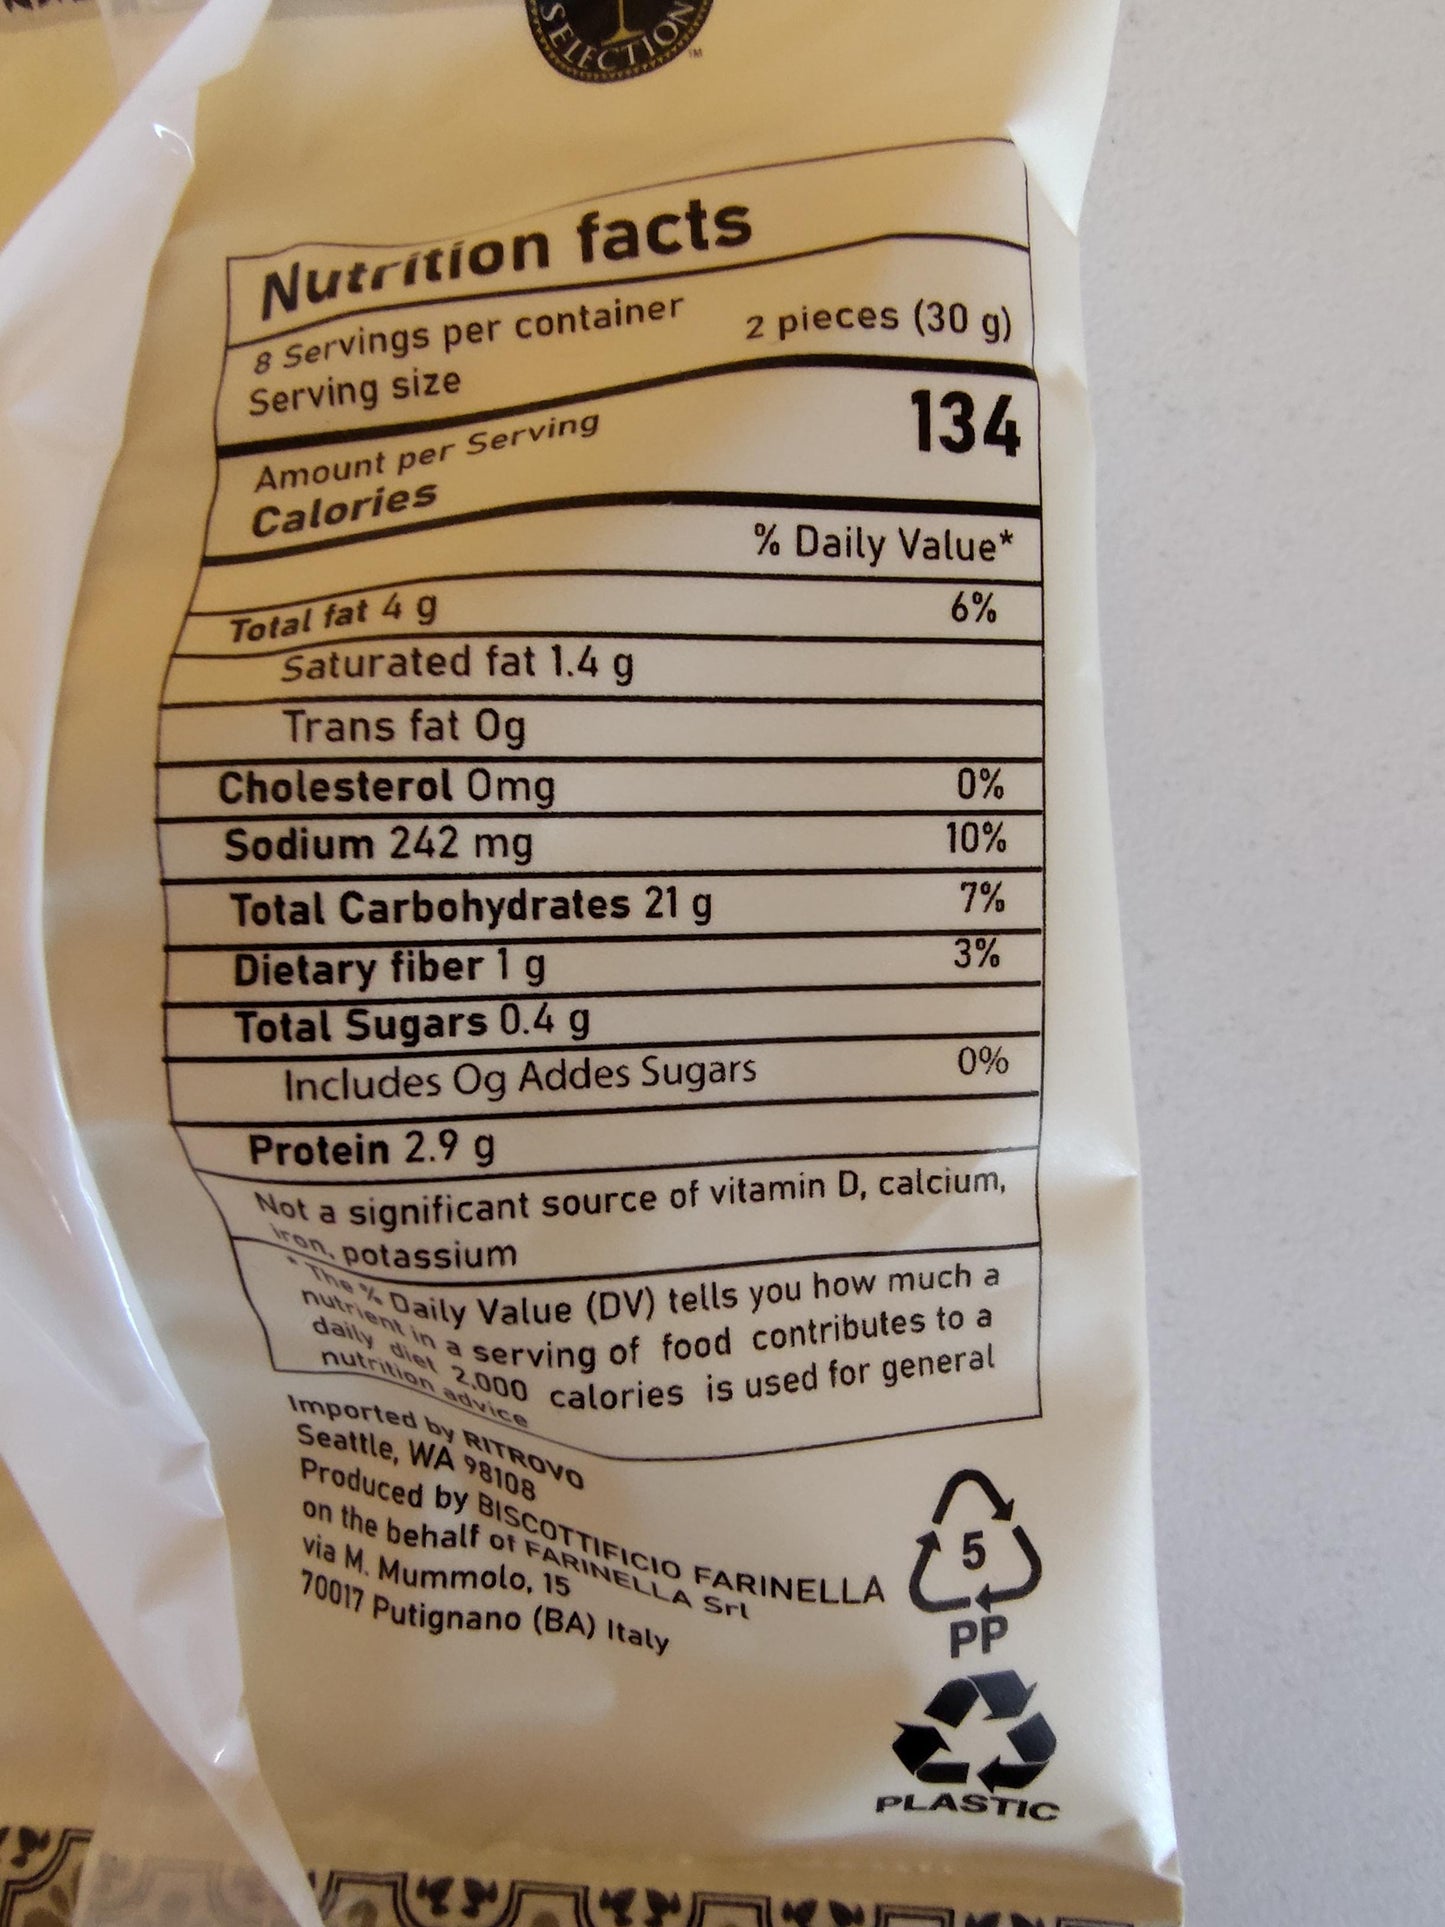 SELECTION
TM
Nutrition facts
8 Servings per container
Serving size 2 pieces (30 g)
Amount per Serving
Calories 134
% Daily Value*
Total fat 4 g 6%
Saturated fat 1.4 g
Trans fat 0g
Cholesterol 0mg 0%
Sodium 242 mg 10%
Total Carbohydrates 21 g 7%
Dietary fiber 1 g 3%
Total Sugars 0.4 g
Includes 0g Addes Sugars 0%
Protein 2.9 g
Not a significant source of vitamin D, calcium,
iron, potassium
* The % Daily Value (DV) tells you how much a
nutrient in a serving of food contributes to a
daily diet 2,000 calories is used for general
nutrition advice
Imported by RITROVO
Seattle, WA 98108
Produced by BISCOTTIFICIO FARINELLA
on the behalf of FARINELLA Srl
via M. Mummolo, 15
70017 Putignano (BA) Italy
5
PP
PLASTIC